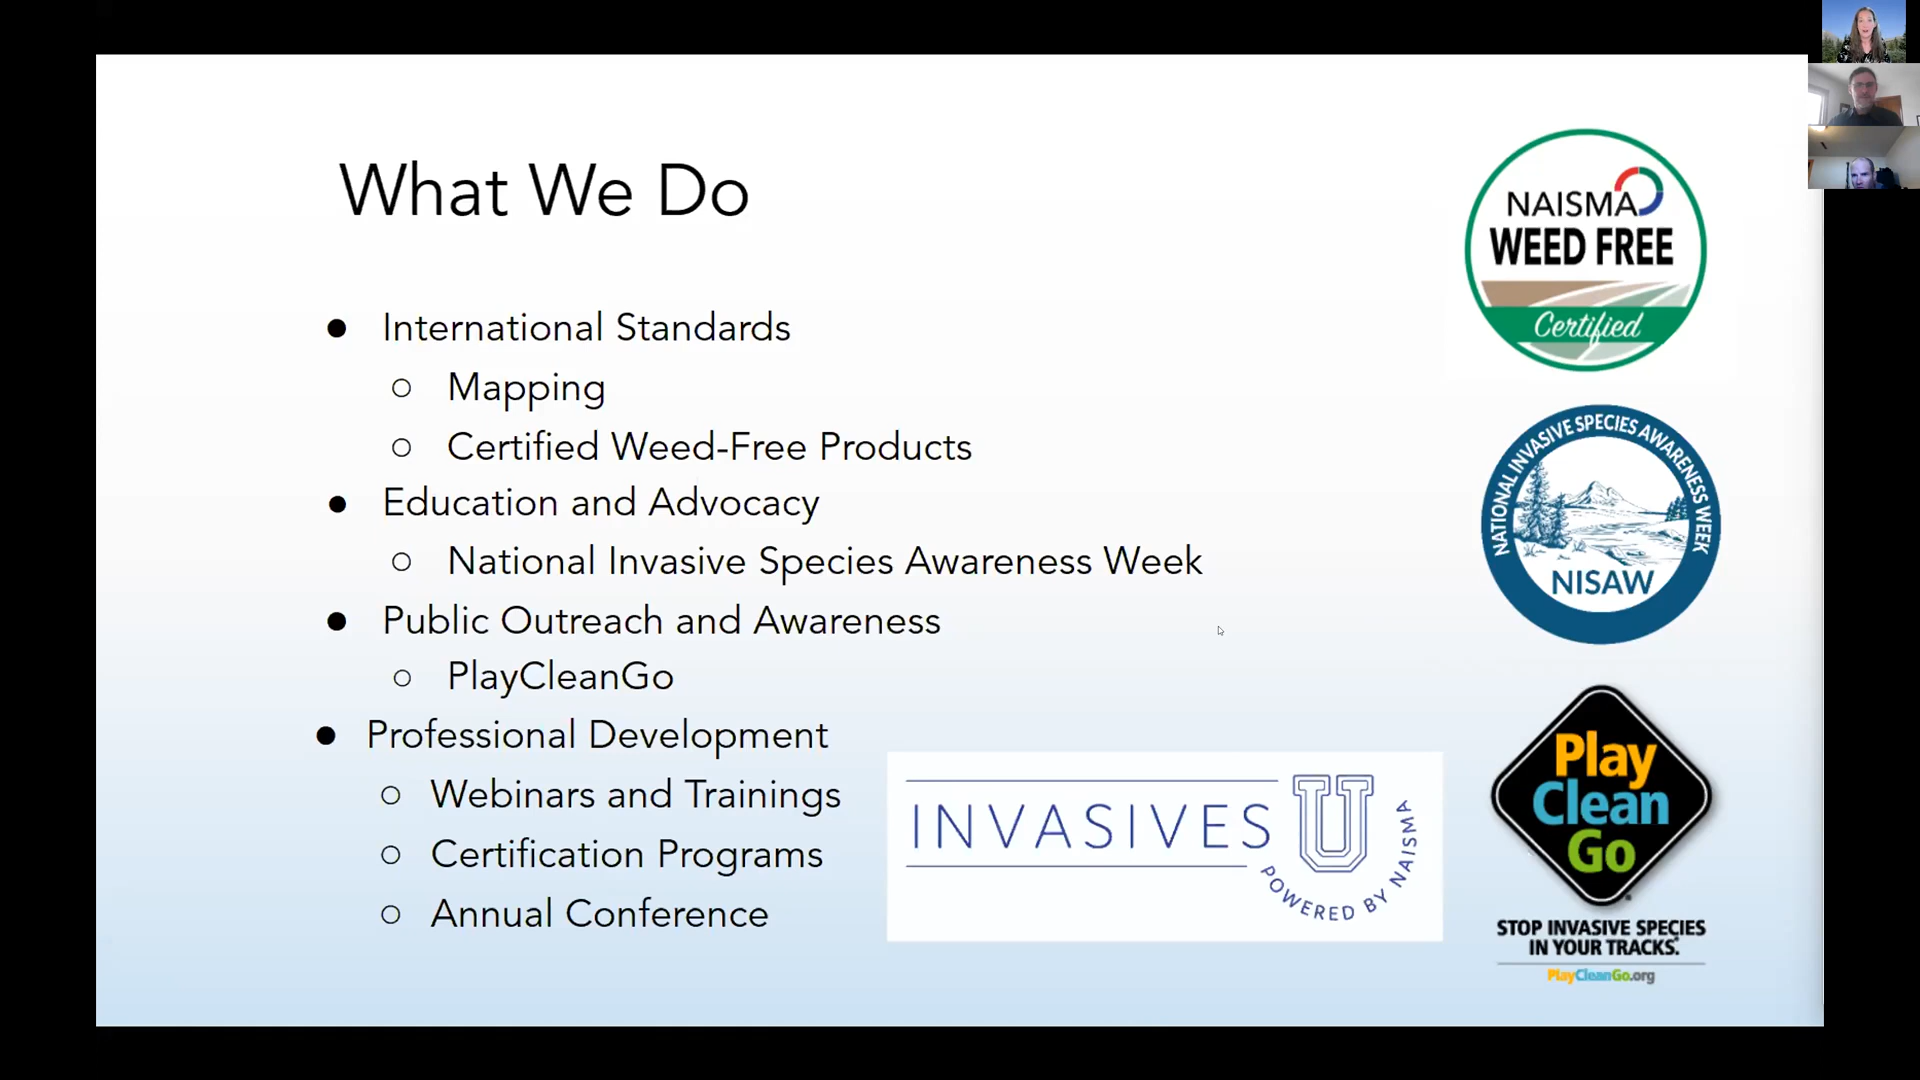 What We Do
● International Standards
○ Mapping
○ Certified Weed-Free Products
● Education and Advocacy
○ National Invasive Species Awareness Week
● Public Outreach and Awareness
○ PlayCleanGo
● Professional Development
○ Webinars and Trainings
○ Certification Programs
○ Annual Conference
NAISMA
WEED FREE
Certified
NATIONAL INVASIVE SPECIES AWARENESS WEEK
NISAW
INVASIVES U
POWERED BY NAISMA
Play
Clean
Go
STOP INVASIVE SPECIES
IN YOUR TRACKS.
PlayCleanGo.org